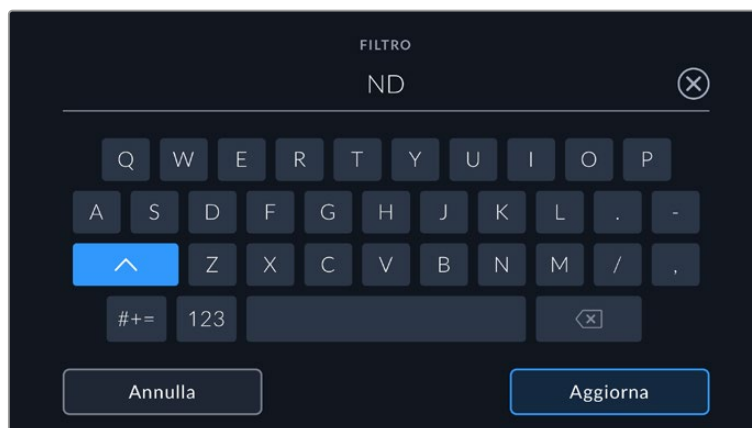 FILTRO
ND
Q W E R T Y U I O P
A S D F G H J K L . -
Z X C V B N M / ,
#+= 123
Annulla Aggiorna